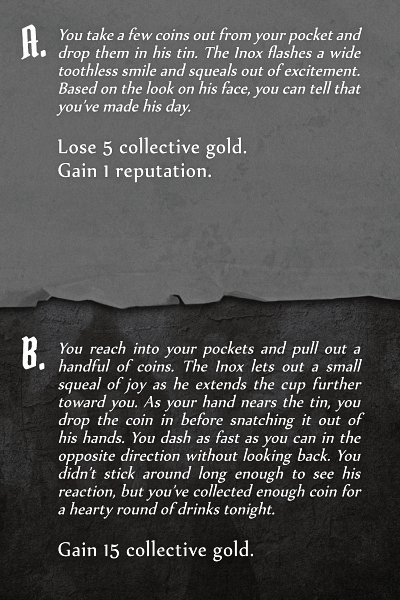 A. You take a few coins out from your pocket and
drop them in his tin. The Inox flashes a wide
toothless smile and squeals out of excitement.
Based on the look on his face, you can tell that
you've made his day.
Lose 5 collective gold.
Gain 1 reputation.
B. You reach into your pockets and pull out a
handful of coins. The Inox lets out a small
squeal of joy as he extends the cup further
toward you. As your hand nears the tin, you
drop the coin in before snatching it out of
his hands. You dash as fast as you can in the
opposite direction without looking back. You
didn't stick around long enough to see his
reaction, but you've collected enough coin for
a hearty round of drinks tonight.
Gain 15 collective gold.